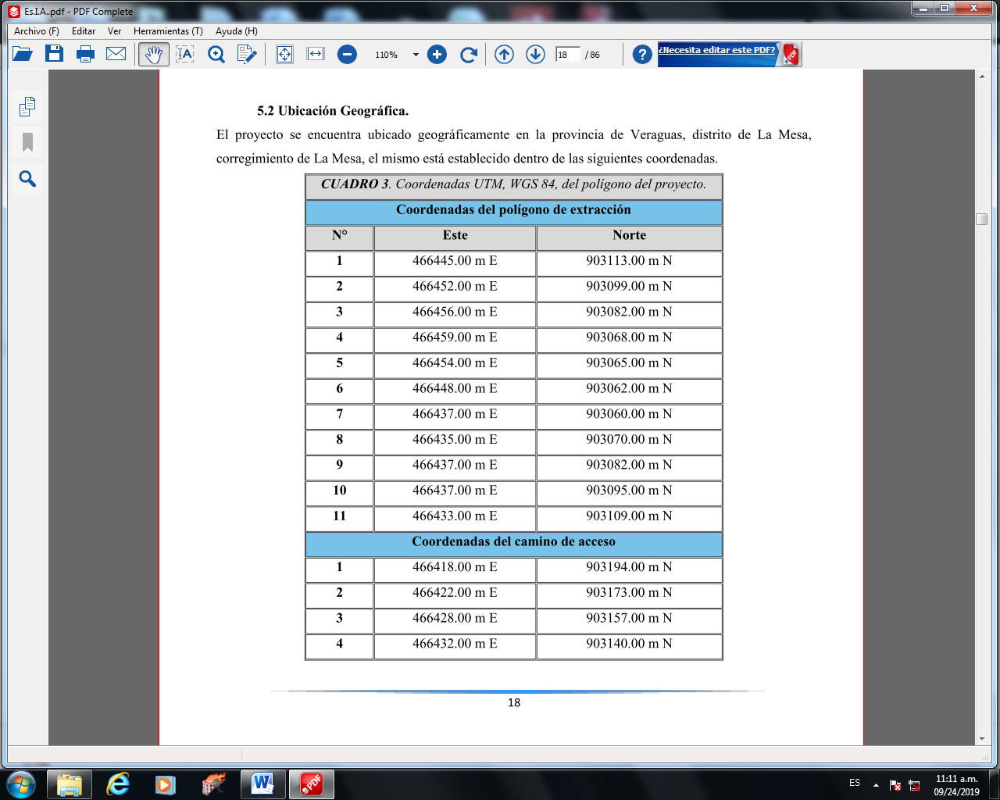 Es.I.A..pdf - PDF Complete
Archivo (F) Editar Ver Herramientas (T) Ayuda (H)
110% 18 / 86 ¿Necesita editar este PDF? PDF
5.2 Ubicación Geográfica.
El proyecto se encuentra ubicado geográficamente en la provincia de Veraguas, distrito de La Mesa,
corregimiento de La Mesa, el mismo está establecido dentro de las siguientes coordenadas.
CUADRO 3. Coordenadas UTM, WGS 84, del polígono del proyecto.
Coordenadas del polígono de extracción
N° Este Norte
1 466445.00 m E 903113.00 m N
2 466452.00 m E 903099.00 m N
3 466456.00 m E 903082.00 m N
4 466459.00 m E 903068.00 m N
5 466454.00 m E 903065.00 m N
6 466448.00 m E 903062.00 m N
7 466437.00 m E 903060.00 m N
8 466435.00 m E 903070.00 m N
9 466437.00 m E 903082.00 m N
10 466437.00 m E 903095.00 m N
11 466433.00 m E 903109.00 m N
Coordenadas del camino de acceso
1 466418.00 m E 903194.00 m N
2 466422.00 m E 903173.00 m N
3 466428.00 m E 903157.00 m N
4 466432.00 m E 903140.00 m N
18
ES 11:11 a.m.
09/24/2019